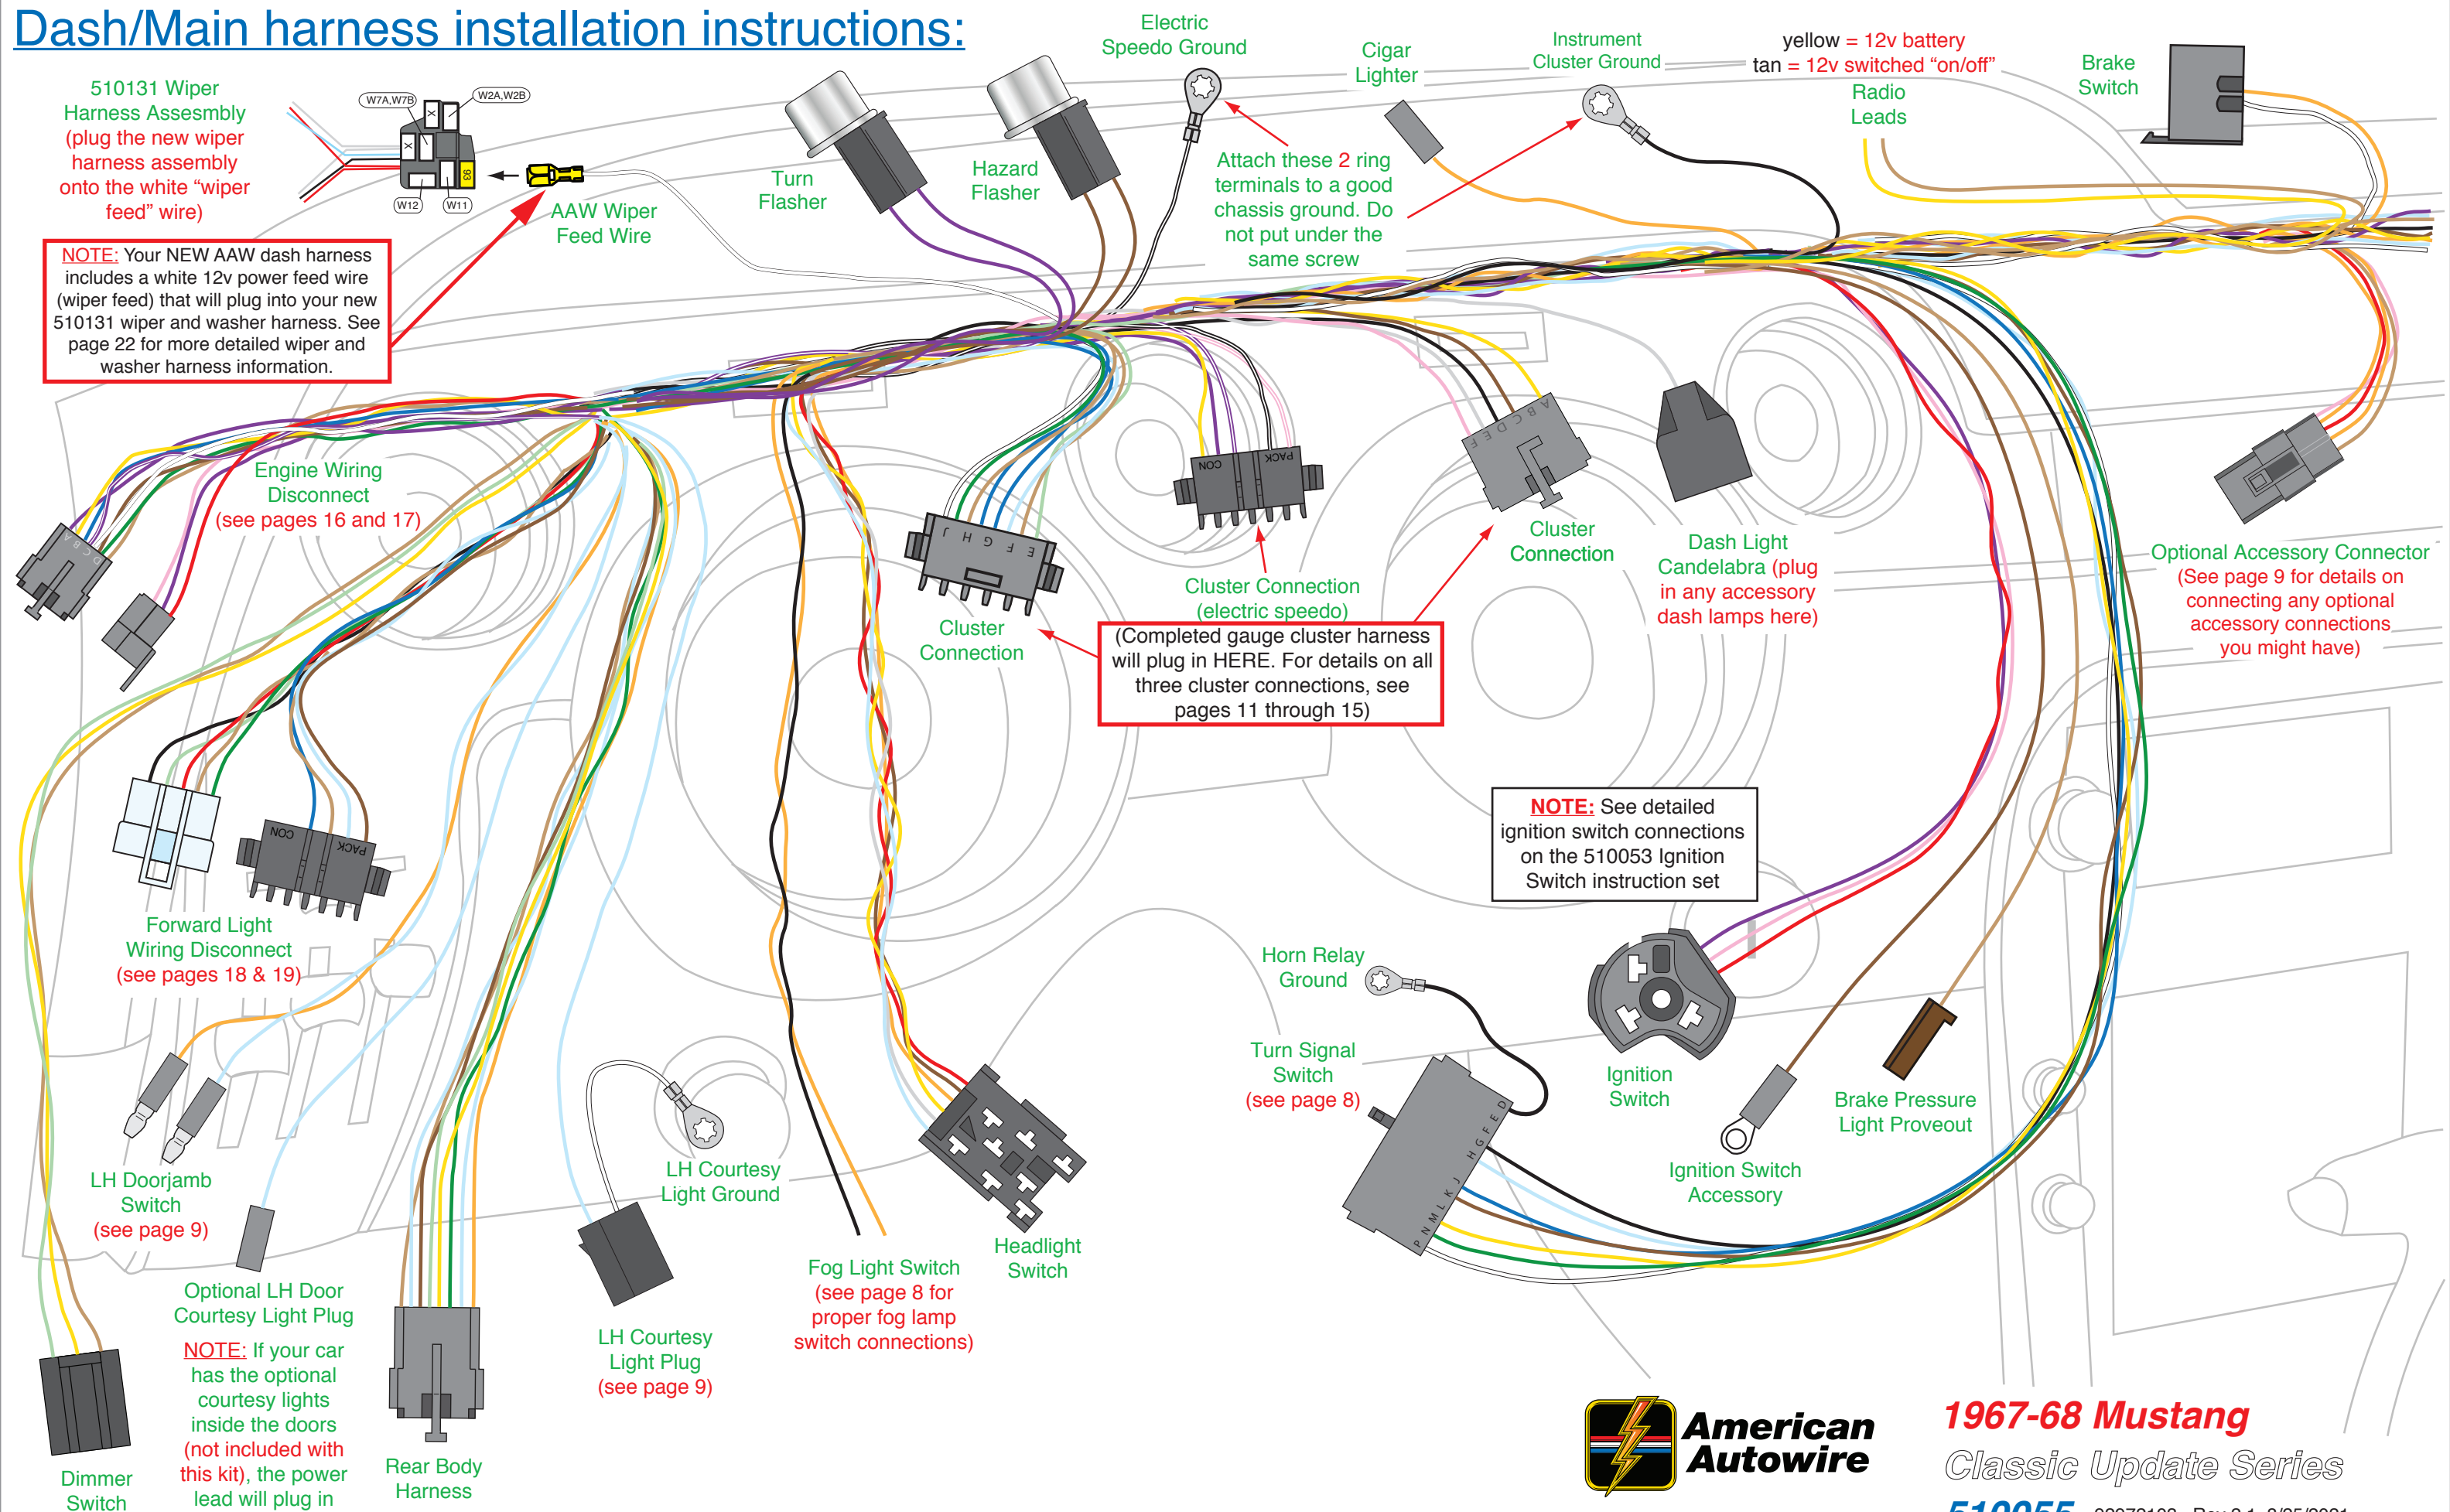 Dash/Main harness installation instructions:
510131 Wiper
Harness Assesmbly
(plug the new wiper
harness assembly
onto the white “wiper
feed” wire)
W7A,W7B
W2A,W2B
X
X
93
W12
W11
AAW Wiper
Feed Wire
NOTE: Your NEW AAW dash harness
includes a white 12v power feed wire
(wiper feed) that will plug into your new
510131 wiper and washer harness. See
page 22 for more detailed wiper and
washer harness information.
Turn
Flasher
Hazard
Flasher
Electric
Speedo Ground
Cigar
Lighter
Instrument
Cluster Ground
Attach these 2 ring
terminals to a good
chassis ground. Do
not put under the
same screw
yellow = 12v battery
tan = 12v switched “on/off”
Radio
Leads
Brake
Switch
Engine Wiring
Disconnect
(see pages 16 and 17)
A
B
C
D
J H G F E
Cluster
Connection
CON
PACK
Cluster Connection
(electric speedo)
(Completed gauge cluster harness
will plug in HERE. For details on all
three cluster connections, see
pages 11 through 15)
F E D C B A
Cluster
Connection
Dash Light
Candelabra (plug
in any accessory
dash lamps here)
Optional Accessory Connector
(See page 9 for details on
connecting any optional
accessory connections
you might have)
CON
PACK
Forward Light
Wiring Disconnect
(see pages 18 & 19)
NOTE: See detailed
ignition switch connections
on the 510053 Ignition
Switch instruction set
Horn Relay
Ground
Turn Signal
Switch
(see page 8)
P N M L K J H G F E D
Ignition
Switch
Ignition Switch
Accessory
Brake Pressure
Light Proveout
LH Doorjamb
Switch
(see page 9)
Optional LH Door
Courtesy Light Plug
NOTE: If your car
has the optional
courtesy lights
inside the doors
(not included with
this kit), the power
lead will plug in
Dimmer
Switch
Rear Body
Harness
LH Courtesy
Light Ground
LH Courtesy
Light Plug
(see page 9)
Fog Light Switch
(see page 8 for
proper fog lamp
switch connections)
Headlight
Switch
American
Autowire
1967-68 Mustang
Classic Update Series
510055